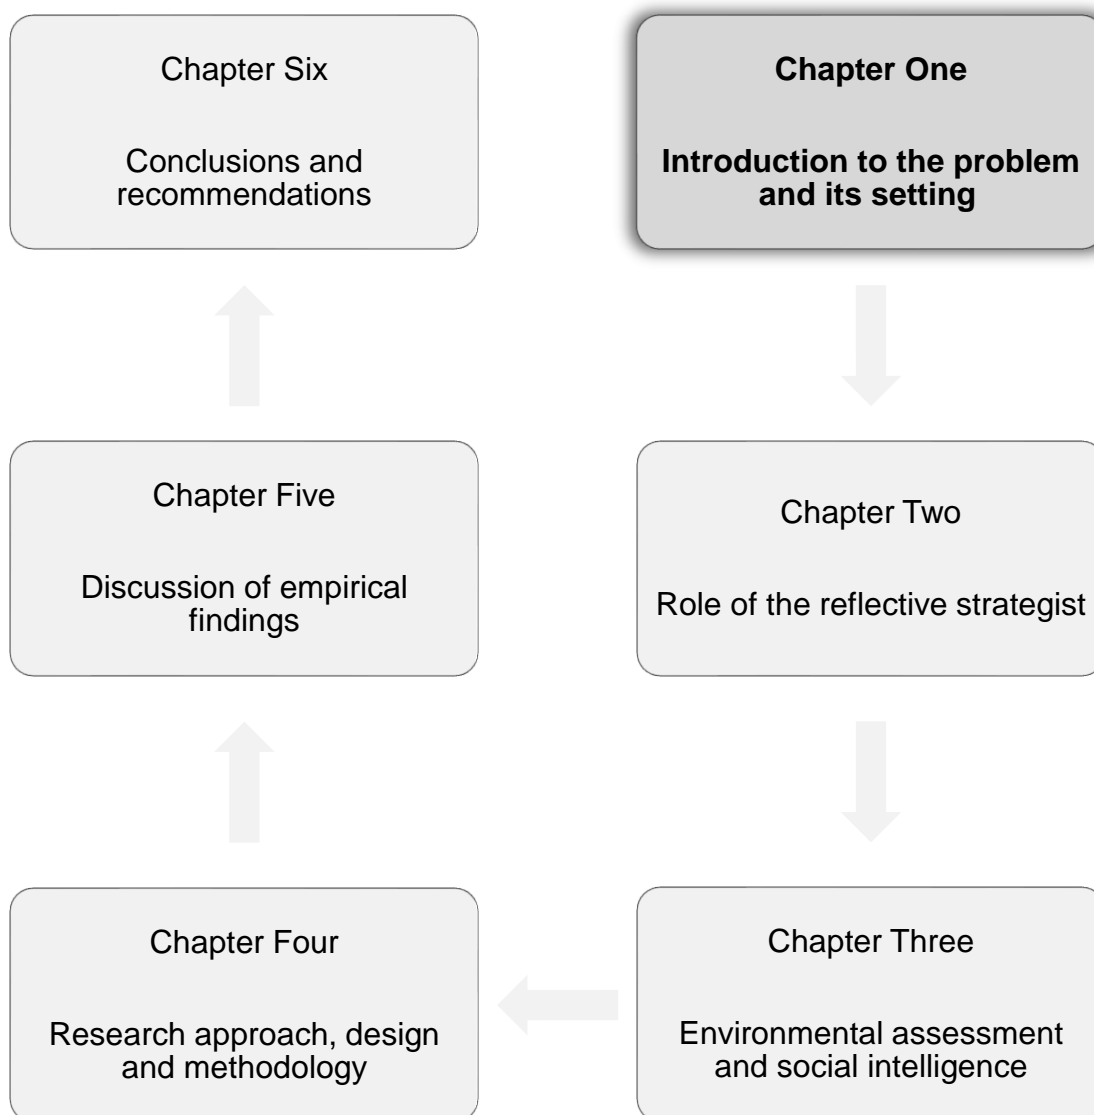 Chapter Six
Conclusions and
recommendations
Chapter One
Introduction to the problem
and its setting
Chapter Five
Discussion of empirical
findings
Chapter Two
Role of the reflective strategist
Chapter Four
Research approach, design
and methodology
Chapter Three
Environmental assessment
and social intelligence